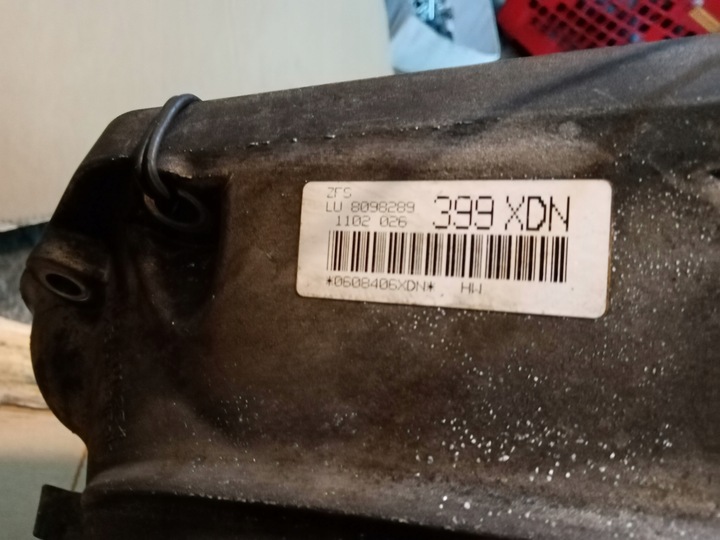 ZFS
LU 8098289 399 XDN
1102 026
*0608406XDN* HW